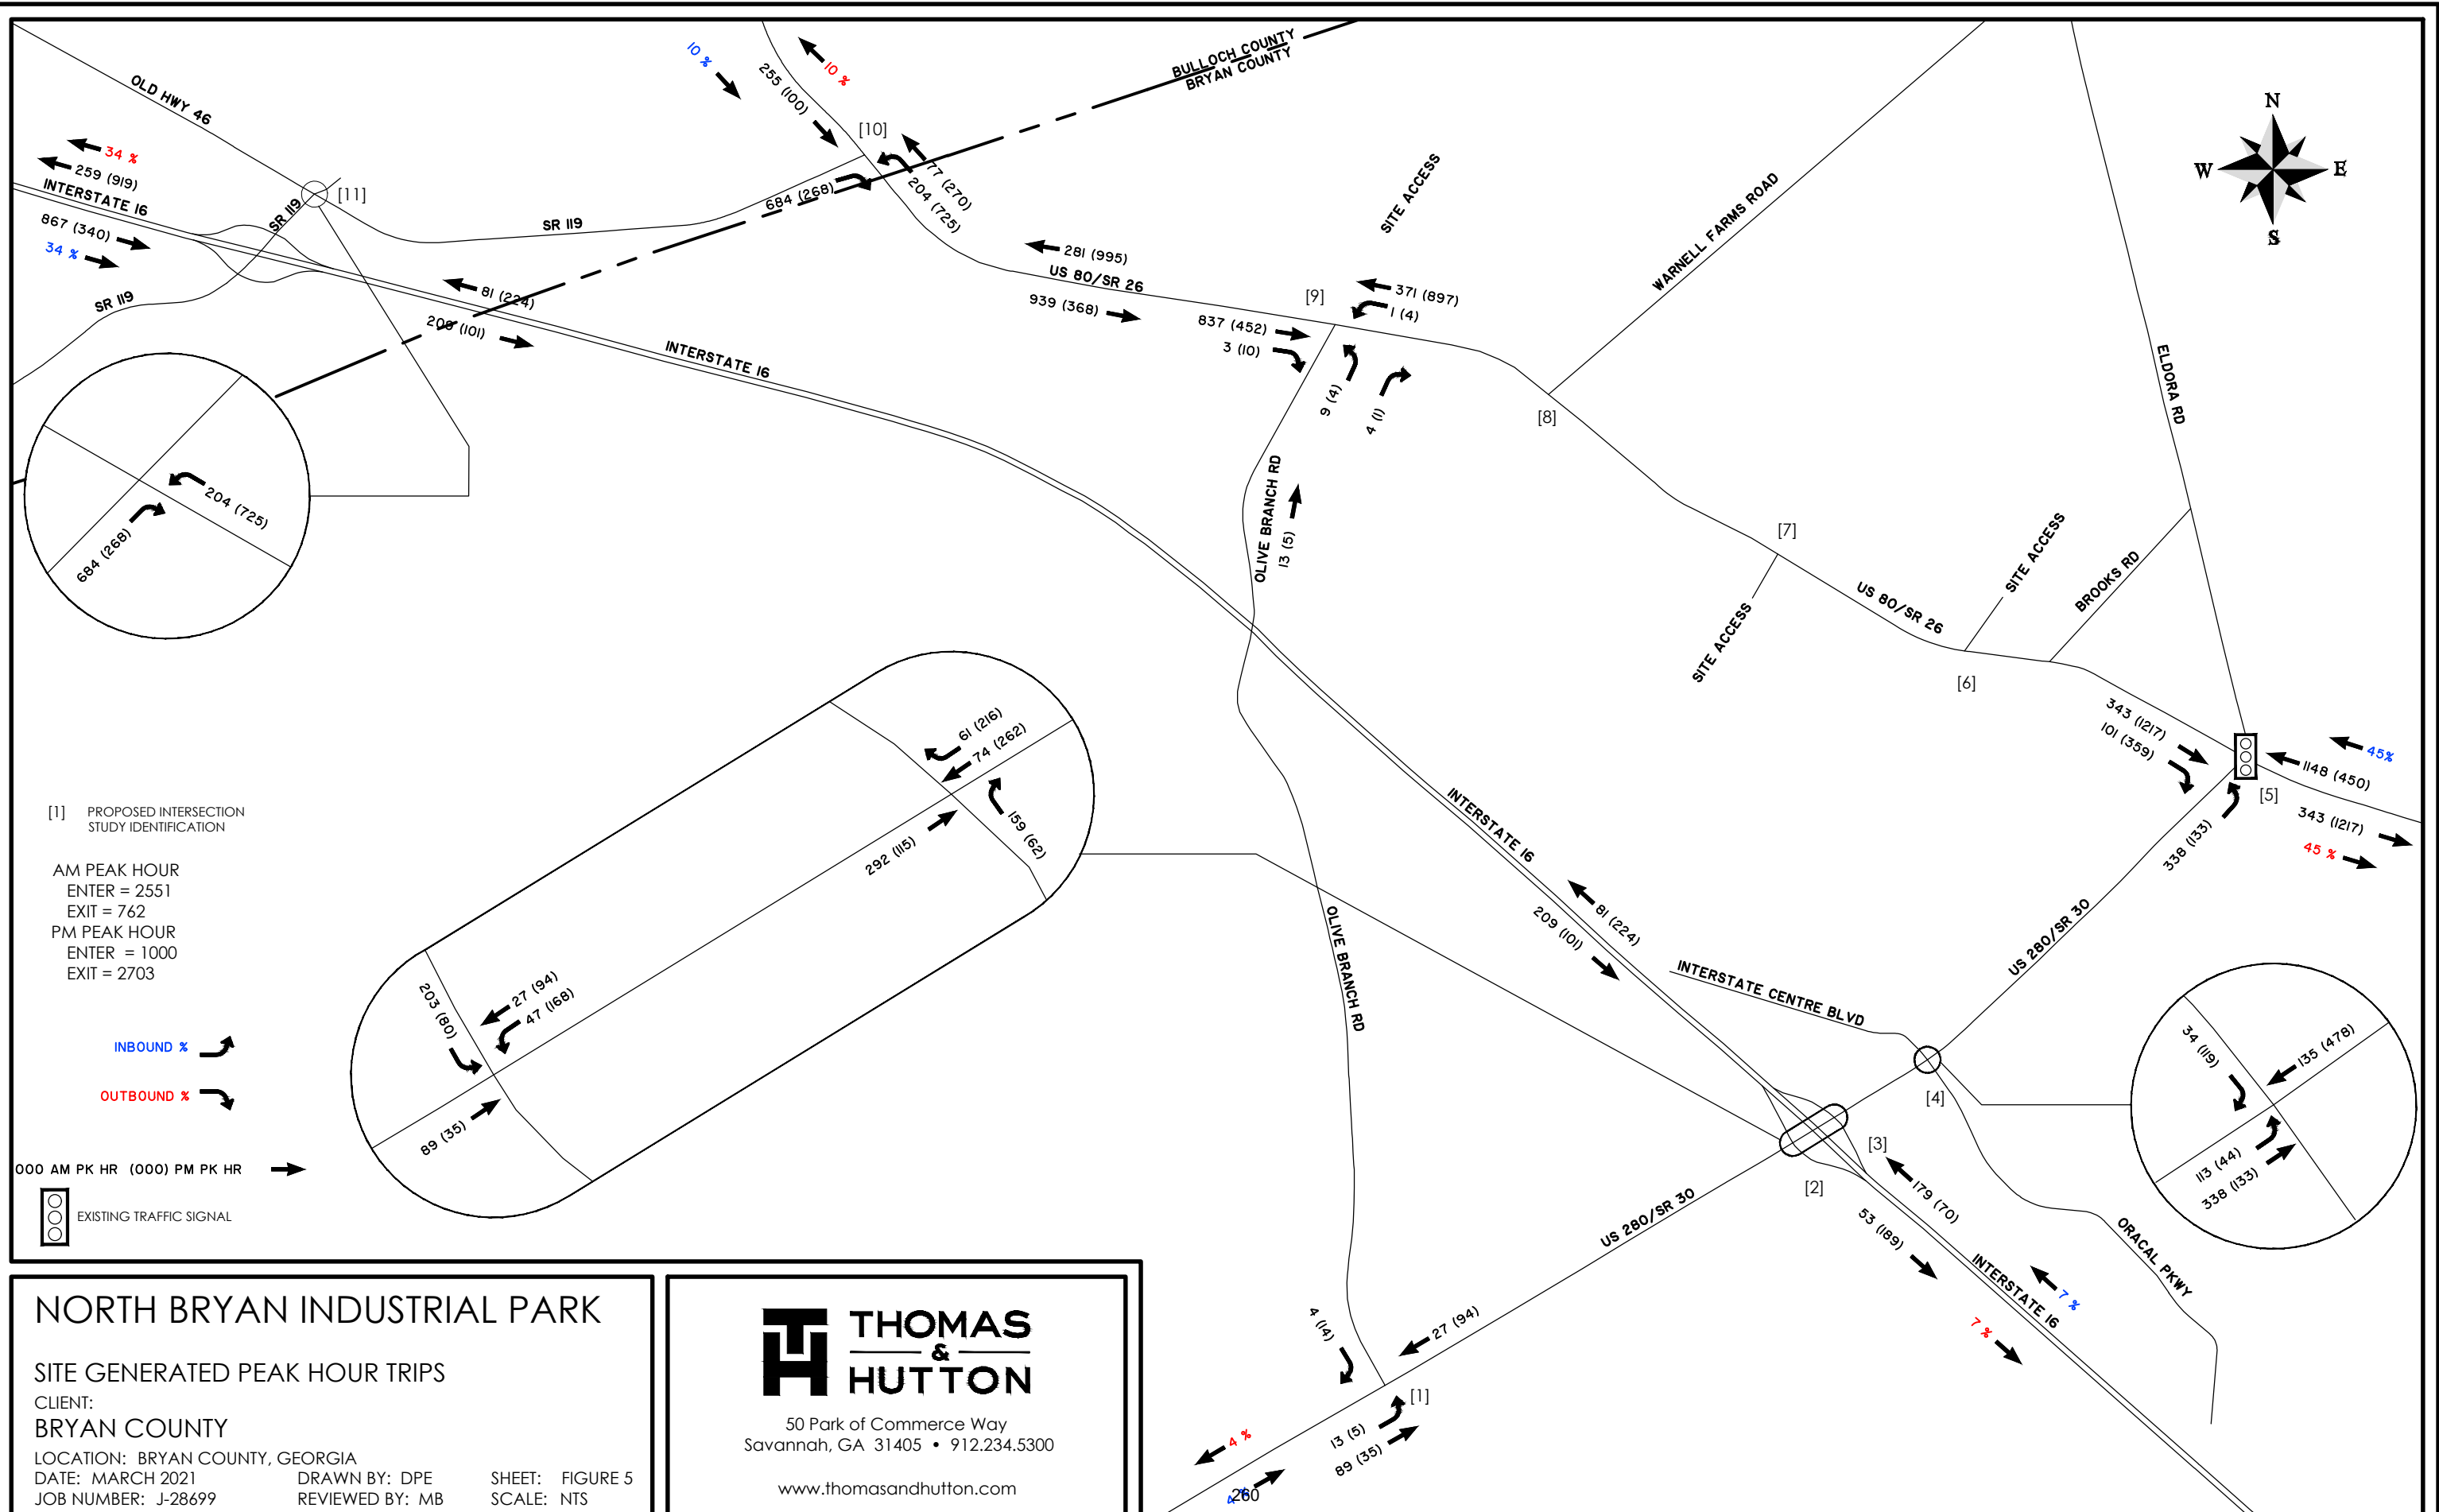 BULLOCH COUNTY
BRYAN COUNTY
10 %
10 %
255 (100)
OLD HWY 46
[10]
77 (270)
204 (725)
684 (268)
34 %
259 (919)
INTERSTATE 16
867 (340)
34 %
SR 119
[11]
SR 119
SR 119
81 (224)
(101)
INTERSTATE 16
281 (995)
US 80/SR 26
939 (368)
SITE ACCESS
[9]
371 (897)
1 (4)
837 (452)
3 (10)
9 (4)
4 (1)
WARNELL FARMS ROAD
[8]
ELDORA RD
N
W
E
S
204 (725)
684 (268)
OLIVE BRANCH RD
13 (5)
[7]
SITE ACCESS
US 80/SR 26
SITE ACCESS
BROOKS RD
[6]
343 (1217)
101 (359)
45%
1148 (450)
[5]
343 (1217)
45 %
338 (133)
61 (216)
74 (262)
159 (62)
292 (115)
203 (80)
27 (94)
47 (168)
89 (35)
[1] PROPOSED INTERSECTION
STUDY IDENTIFICATION
AM PEAK HOUR
ENTER = 2551
EXIT = 762
PM PEAK HOUR
ENTER = 1000
EXIT = 2703
INBOUND %
OUTBOUND %
000 AM PK HR (000) PM PK HR
EXISTING TRAFFIC SIGNAL
INTERSTATE 16
81 (224)
209 (101)
OLIVE BRANCH RD
INTERSTATE CENTRE BLVD
US 280/SR 30
[4]
34 (119)
135 (478)
113 (44)
338 (133)
[3]
[2]
179 (70)
53 (189)
US 280/SR 30
INTERSTATE 16
7 %
7 %
ORACAL PKWY
4 (14)
27 (94)
[1]
13 (5)
89 (35)
4 %
4 %
260
NORTH BRYAN INDUSTRIAL PARK
SITE GENERATED PEAK HOUR TRIPS
CLIENT:
BRYAN COUNTY
LOCATION: BRYAN COUNTY, GEORGIA
DATE: MARCH 2021 DRAWN BY: DPE SHEET: FIGURE 5
JOB NUMBER: J-28699 REVIEWED BY: MB SCALE: NTS
THOMAS
&
HUTTON
50 Park of Commerce Way
Savannah, GA 31405 • 912.234.5300
www.thomasandhutton.com